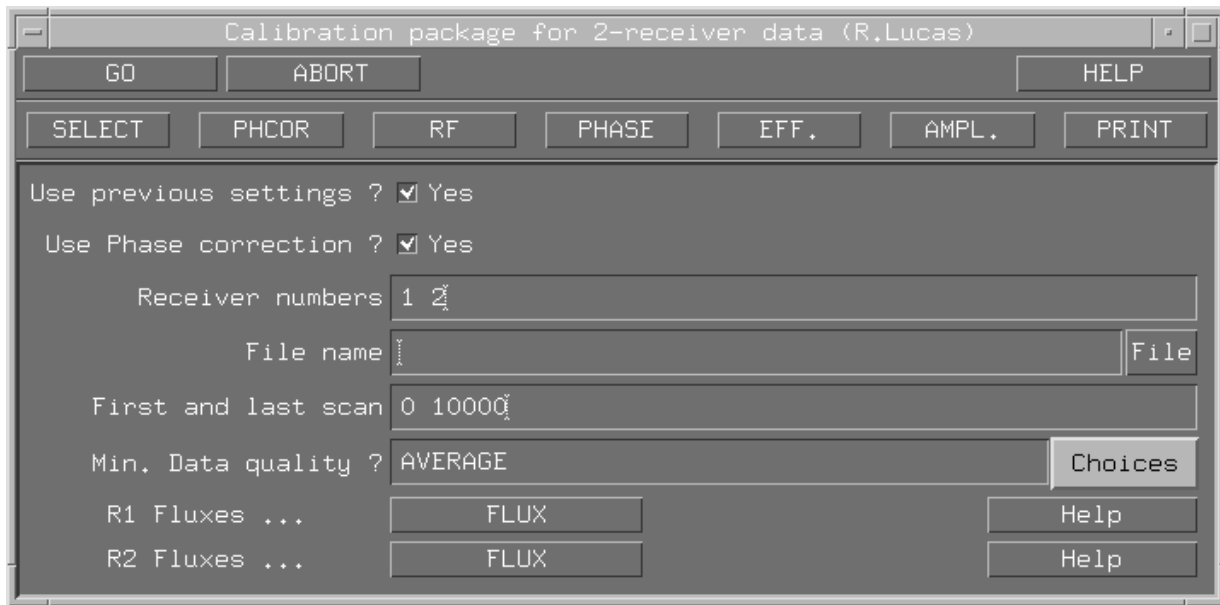 Calibration package for 2-receiver data (R.Lucas)
GO ABORT HELP
SELECT PHCOR RF PHASE EFF. AMPL. PRINT
Use previous settings ? Yes
Use Phase correction ? Yes
Receiver numbers 1 2
File name File
First and last scan 0 10000
Min. Data quality ? AVERAGE Choices
R1 Fluxes ... FLUX Help
R2 Fluxes ... FLUX Help